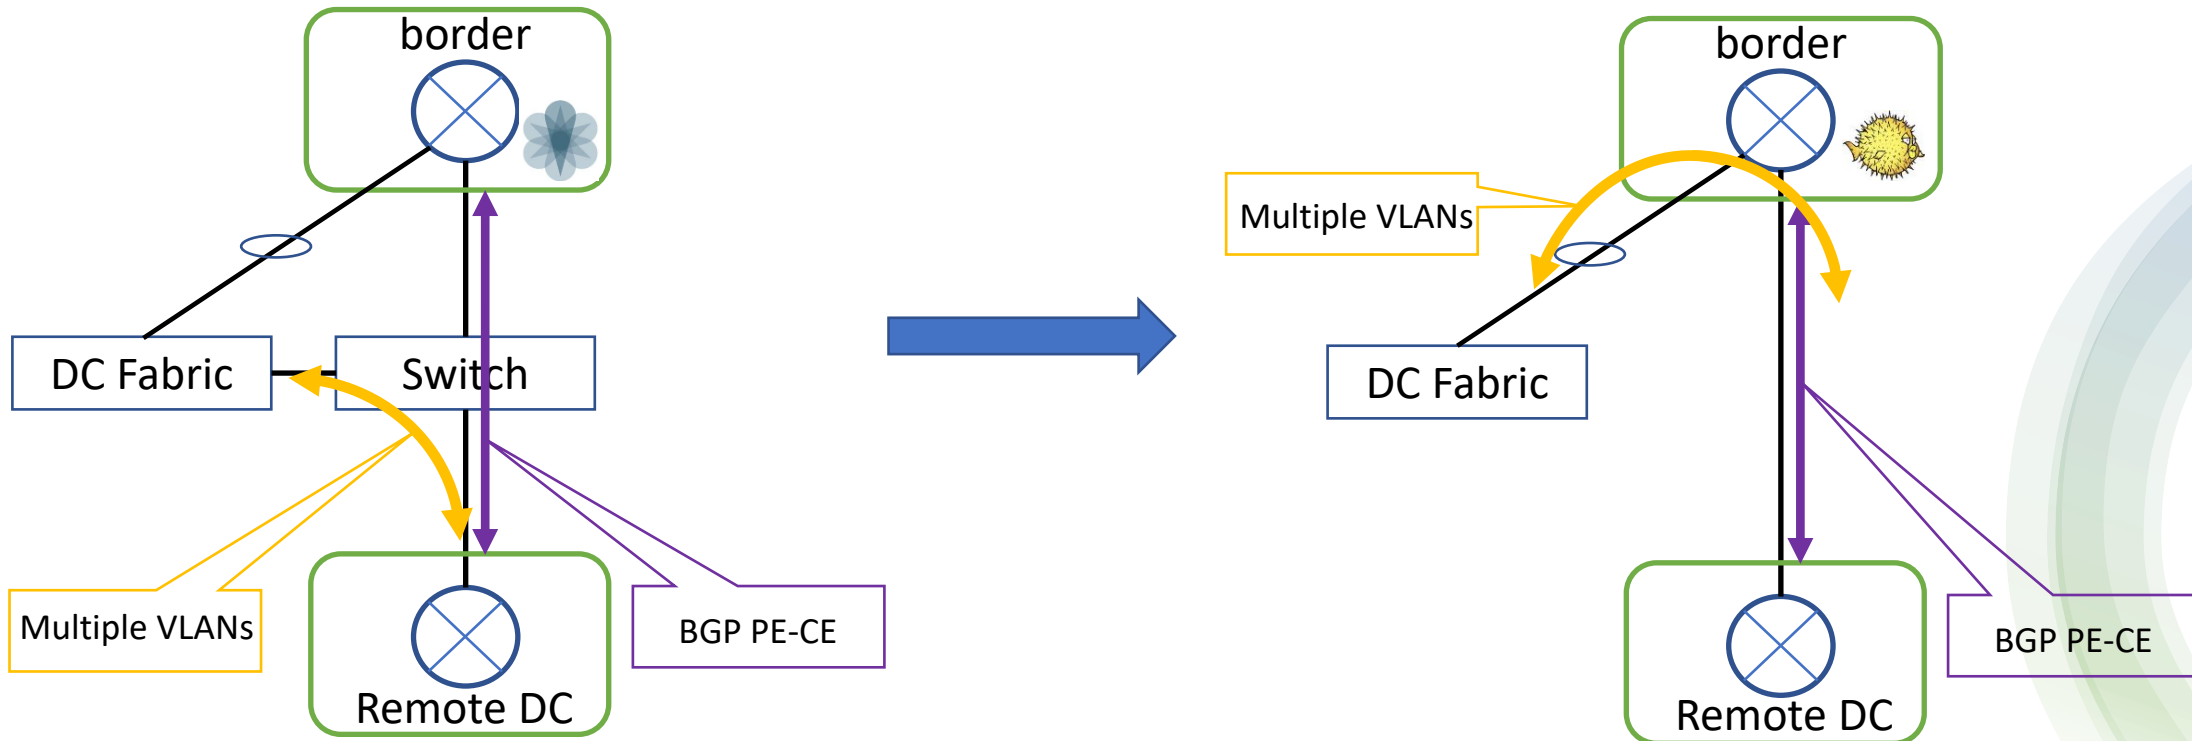 border
DC Fabric
Switch
Multiple VLANs
BGP PE-CE
Remote DC
border
Multiple VLANs
DC Fabric
BGP PE-CE
Remote DC